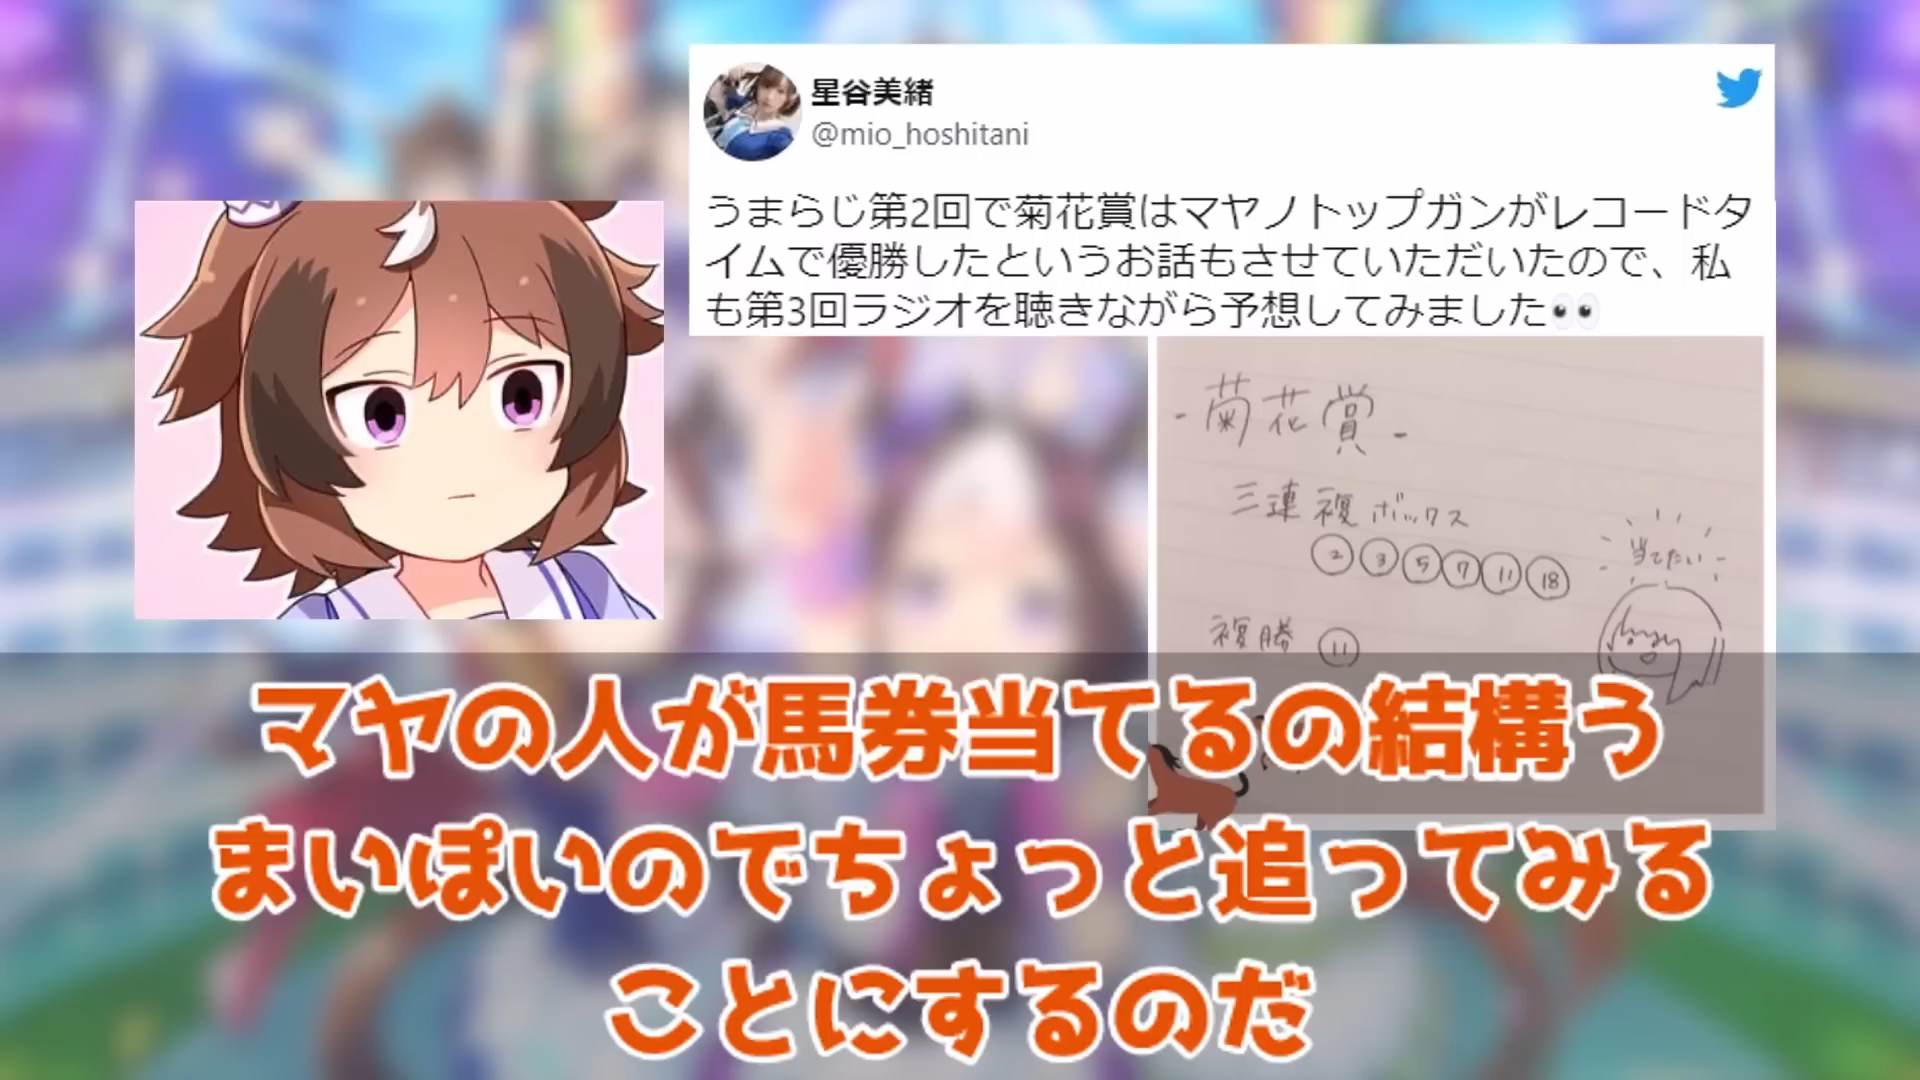 星谷美緒
@mio_hoshitani
うまらじ第2回で菊花賞はマヤノトップガンがレコードタ
イムで優勝したというお話もさせていただいたので、私
も第3回ラジオを聴きながら予想してみました👀
-菊花賞-
三連複ボックス
②③⑤⑦⑪⑱
当てたい
複勝 ⑪
マヤの人が馬券当てるの結構う
まいぽいのでちょっと追ってみる
ことにするのだ